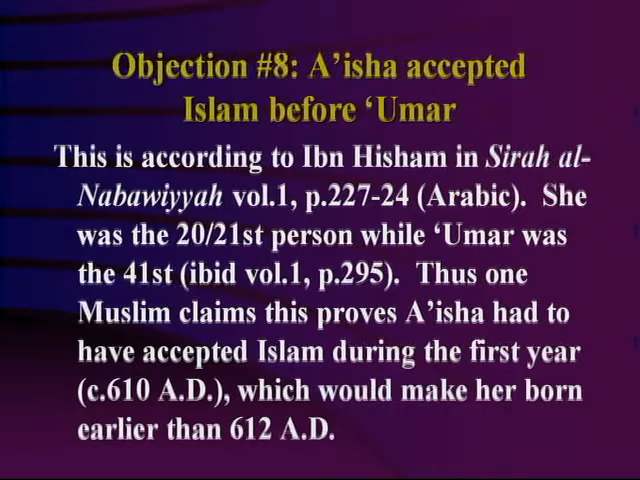 Objection #8: A’isha accepted
Islam before ‘Umar
This is according to Ibn Hisham in Sirah al-
Nabawiyyah vol.1, p.227-24 (Arabic).  She
was the 20/21st person while ‘Umar was
the 41st (ibid vol.1, p.295).  Thus one
Muslim claims this proves A’isha had to
have accepted Islam during the first year
(c.610 A.D.), which would make her born
earlier than 612 A.D.